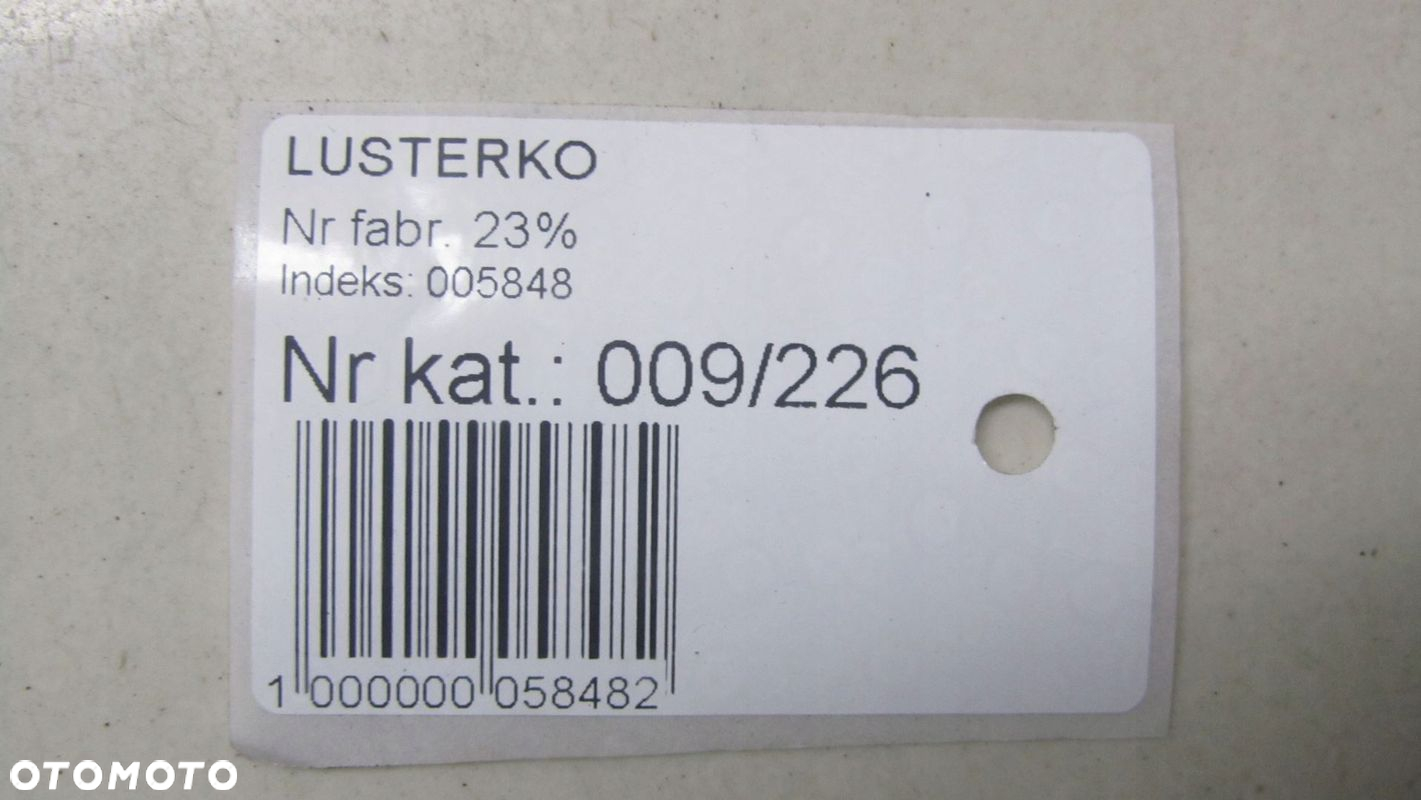 LUSTERKO
Nr fabr. 23%
Indeks: 005848
Nr kat.: 009/226
1 000000 058482
OTOMOTO